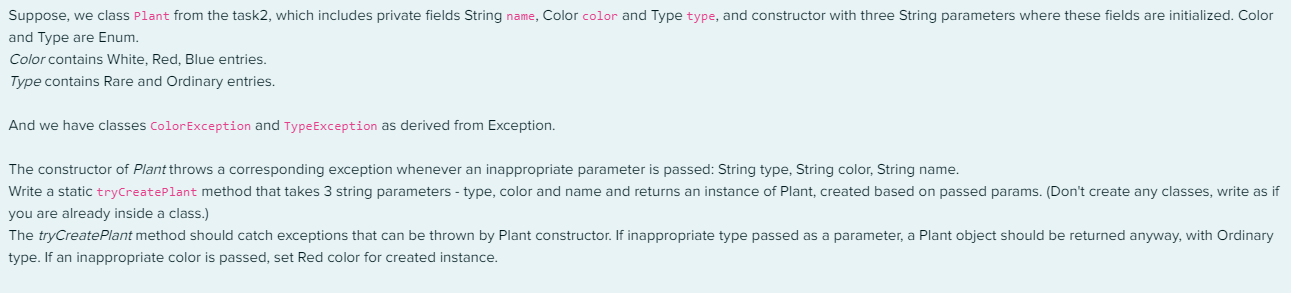 Suppose, we class Plant from the task2, which includes private fields String name, Color color and Type type, and constructor with three String parameters where these fields are initialized. Color
and Type are Enum.
Color contains White, Red, Blue entries.
Type contains Rare and Ordinary entries.
And we have classes ColorException and TypeException as derived from Exception.
The constructor of Plant throws a corresponding exception whenever an inappropriate parameter is passed: String type, String color, String name.
Write a static tryCreatePlant method that takes 3 string parameters - type, color and name and returns an instance of Plant, created based on passed params. (Don't create any classes, write as if
you are already inside a class.)
The tryCreatePlant method should catch exceptions that can be thrown by Plant constructor. If inappropriate type passed as a parameter, a Plant object should be returned anyway, with Ordinary
type. If an inappropriate color is passed, set Red color for created instance.